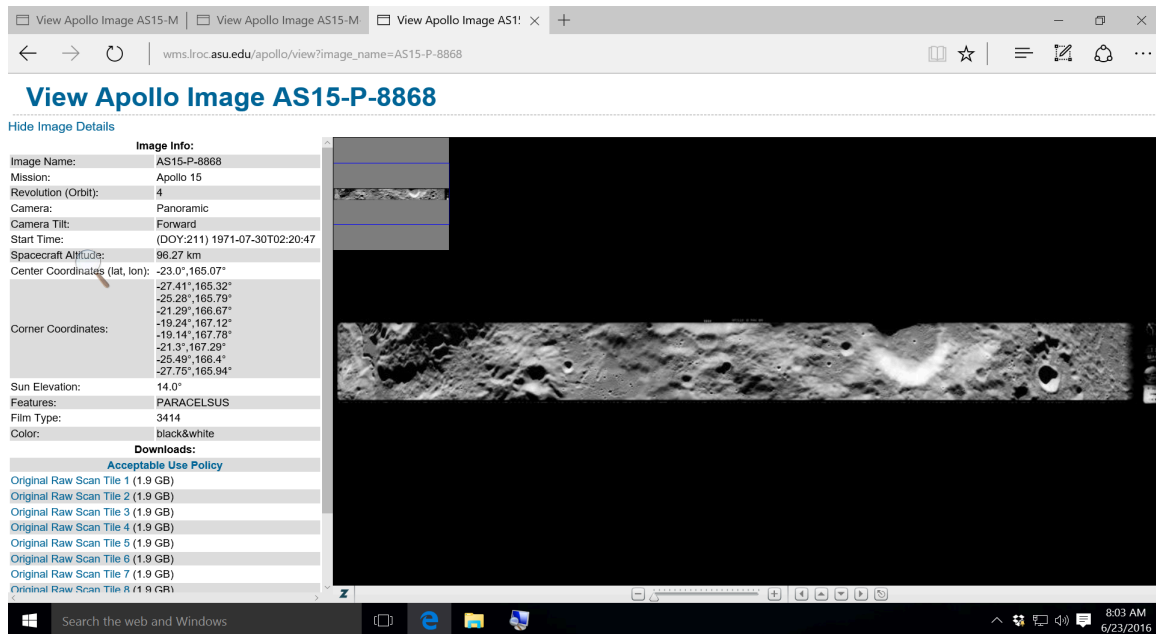 View Apollo Image AS15-M
View Apollo Image AS15-M
View Apollo Image AS15
wms.lroc.asu.edu/apollo/view?image_name=AS15-P-8868
View Apollo Image AS15-P-8868
Hide Image Details
Image Info:
Image Name: AS15-P-8868
Mission: Apollo 15
Revolution (Orbit): 4
Camera: Panoramic
Camera Tilt: Forward
Start Time: (DOY:211) 1971-07-30T02:20:47
Spacecraft Altitude: 96.27 km
Center Coordinates (lat, lon): -23.0°,165.07°
Corner Coordinates:
-27.41°,165.32°
-25.28°,165.79°
-21.29°,166.67°
-19.24°,167.12°
-19.14°,167.78°
-21.3°,167.29°
-25.49°,166.4°
-27.75°,165.94°
Sun Elevation: 14.0°
Features: PARACELSUS
Film Type: 3414
Color: black&white
Downloads:
Acceptable Use Policy
Original Raw Scan Tile 1 (1.9 GB)
Original Raw Scan Tile 2 (1.9 GB)
Original Raw Scan Tile 3 (1.9 GB)
Original Raw Scan Tile 4 (1.9 GB)
Original Raw Scan Tile 5 (1.9 GB)
Original Raw Scan Tile 6 (1.9 GB)
Original Raw Scan Tile 7 (1.9 GB)
Original Raw Scan Tile 8 (1.9 GB)
Z
Search the web and Windows
8:03 AM
6/23/2016